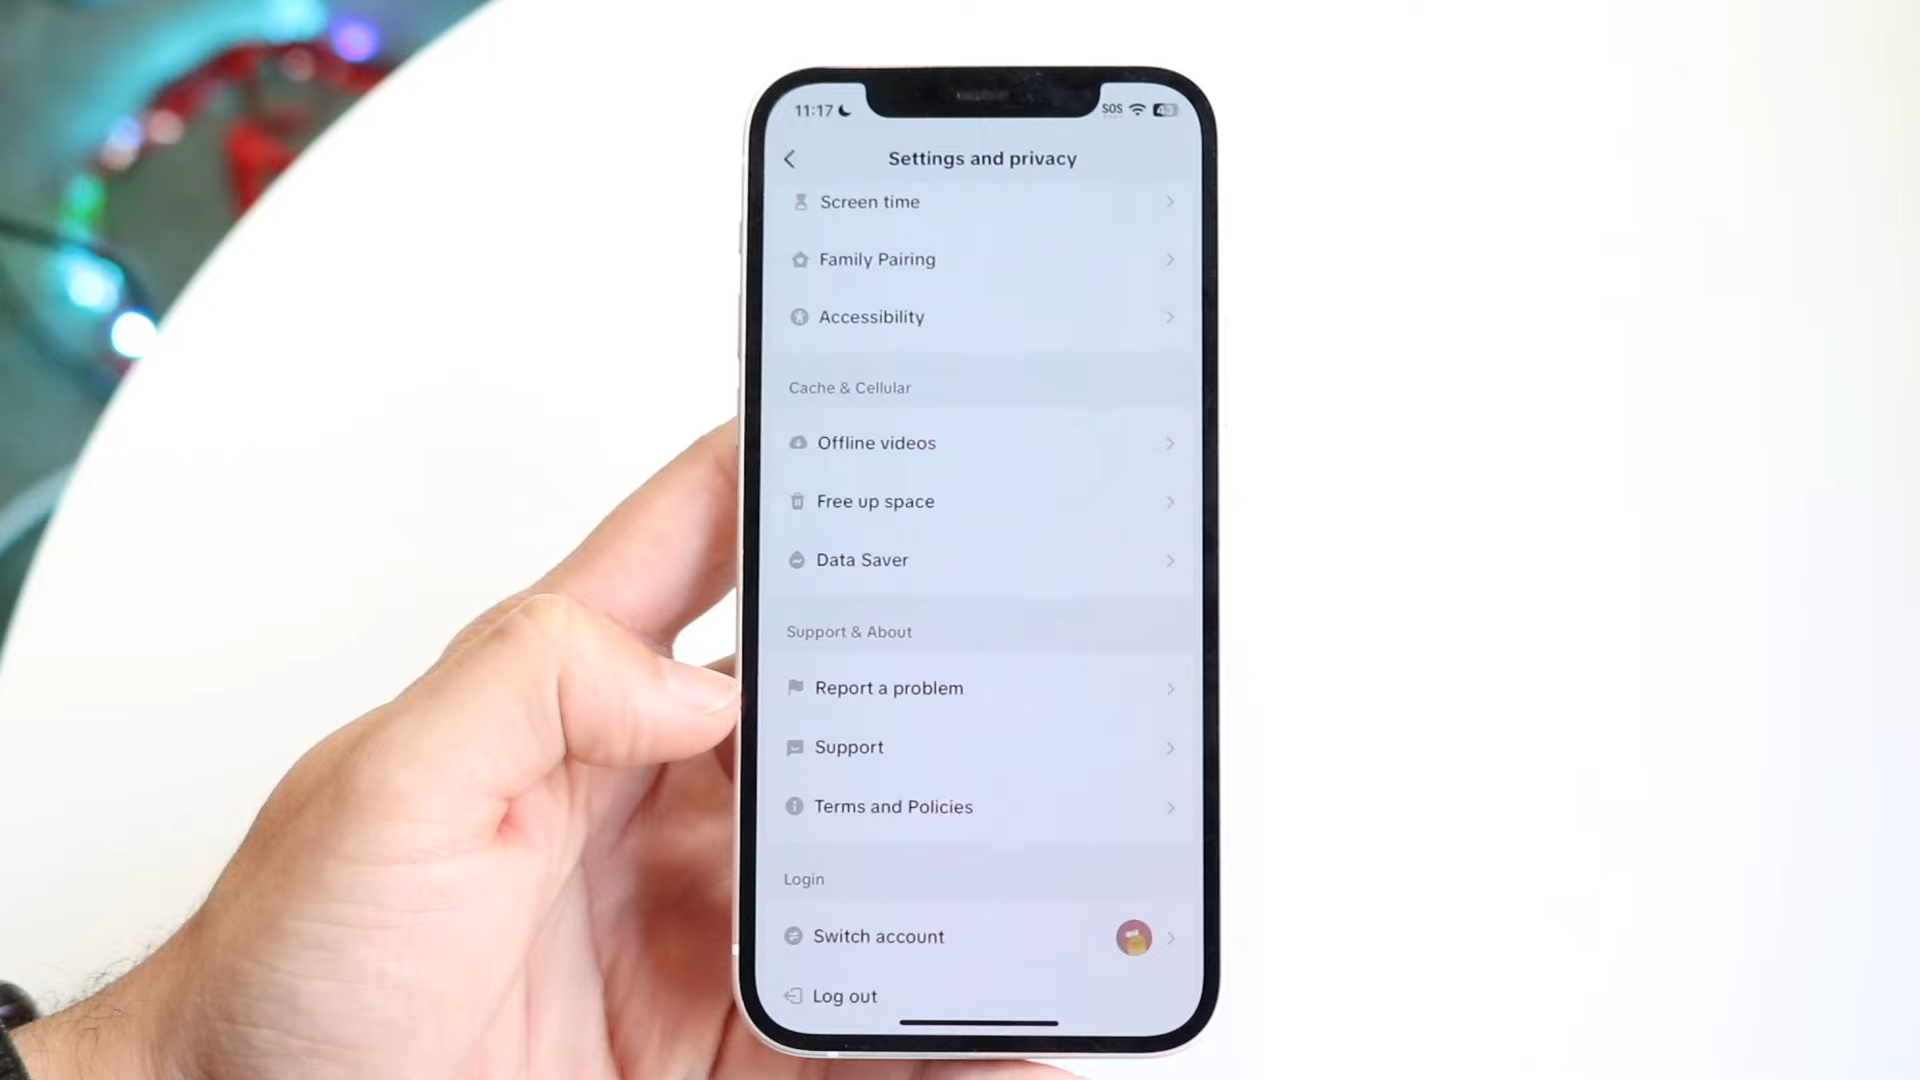 11:17
SOS
43
Settings and privacy
Screen time
Family Pairing
Accessibility
Cache & Cellular
Offline videos
Free up space
Data Saver
Support & About
Report a problem
Support
Terms and Policies
Login
Switch account
Log out